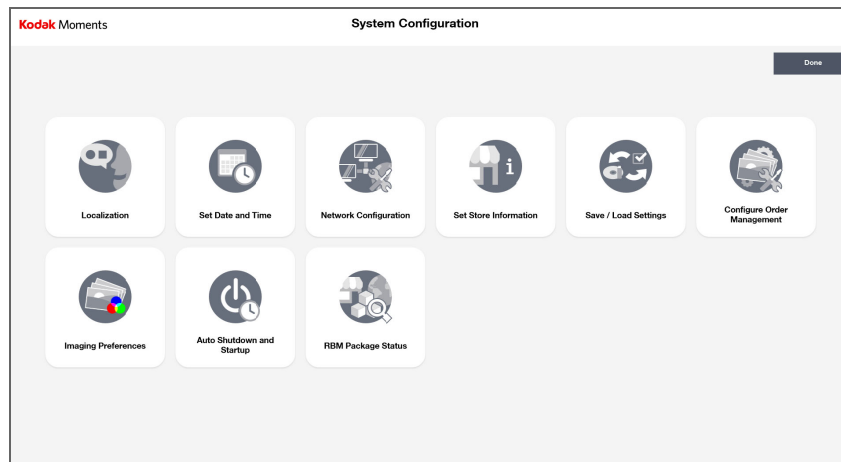 Kodak Moments
System Configuration
Done
Localization
Set Date and Time
Network Configuration
i
Set Store Information
Save / Load Settings
Configure Order
Management
Imaging Preferences
Auto Shutdown and
Startup
RBM Package Status